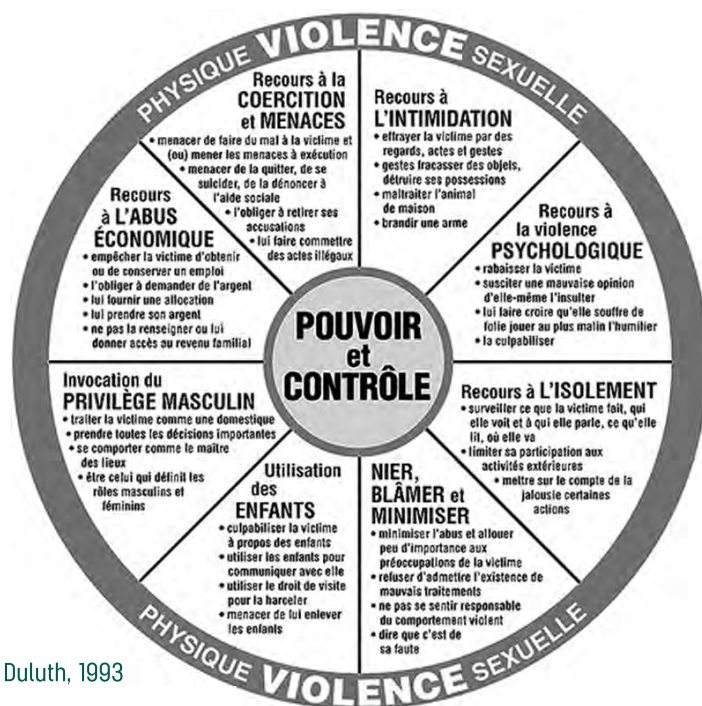 PHYSIQUE VIOLENCE SEXUELLE
Recours à la
COERCITION
et MENACES
• menacer de faire du mal à la victime et
(ou) mener les menaces à exécution
• menacer de la quitter, de se
suicider, de la dénoncer à
l'aide sociale
• l'obliger à retirer ses
accusations
• lui faire commettre
des actes illégaux
Recours à
L'INTIMIDATION
• effrayer la victime par des
regards, actes et gestes
• gestes fracasser des objets,
détruire ses possessions
• maltraiter l'animal
de maison
• brandir une arme
Recours à
la violence
PSYCHOLOGIQUE
• rabaisser la victime
• susciter une mauvaise opinion
d'elle-même l'insulter
• lui faire croire qu'elle souffre de
folie jouer au plus malin l'humilier
• la culpabiliser
Recours à L'ISOLEMENT
• surveiller ce que la victime fait, qui
elle voit et à qui elle parle, ce qu'elle
lit, où elle va
• limiter sa participation aux
activités extérieures
• mettre sur le compte de la
jalousie certaines
actions
NIER,
BLÂMER et
MINIMISER
• minimiser l'abus et allouer
peu d'importance aux
préoccupations de la victime
• refuser d'admettre l'existence de
mauvais traitements
• ne pas se sentir responsable
du comportement violent
• dire que c'est de
sa faute
Utilisation
des
ENFANTS
• culpabiliser la victime
à propos des enfants
• utiliser les enfants pour
communiquer avec elle
• utiliser le droit de visite
pour la harceler
• menacer de lui enlever
les enfants
Invocation du
PRIVILÈGE MASCULIN
• traiter la victime comme une domestique
• prendre toutes les décisions importantes
• se comporter comme le maître
des lieux
• être celui qui définit les
rôles masculins et
féminins
Recours
à L'ABUS
ÉCONOMIQUE
• empêcher la victime d'obtenir
ou de conserver un emploi
• l'obliger à demander de l'argent
• lui fournir une allocation
• lui prendre son argent
• ne pas la renseigner ou lui
donner accès au revenu familial
POUVOIR
et
CONTRÔLE
PHYSIQUE VIOLENCE SEXUELLE
Duluth, 1993